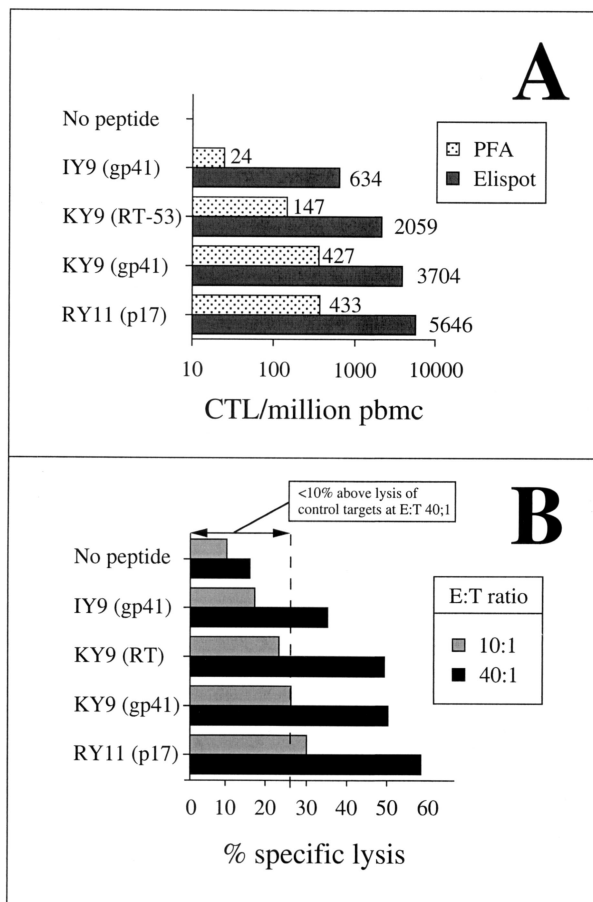 A
No peptide
IY9 (gp41)
KY9 (RT-53)
KY9 (gp41)
RY11 (p17)
24
634
147
2059
427
3704
433
5646
PFA
Elispot
10 100 1000 10000
CTL/million pbmc
B
<10% above lysis of
control targets at E:T 40;1
No peptide
IY9 (gp41)
KY9 (RT)
KY9 (gp41)
RY11 (p17)
E:T ratio
10:1
40:1
0 10 20 30 40 50 60
% specific lysis